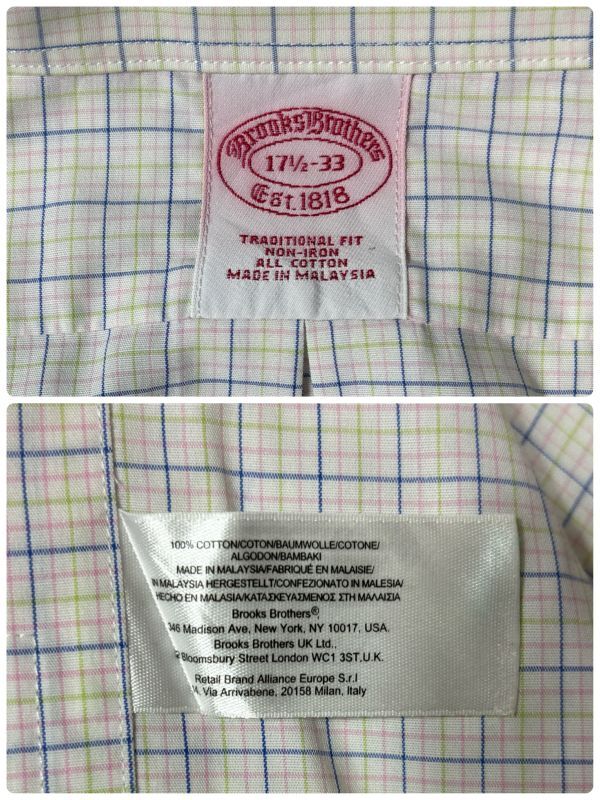 Brooks Brothers
17½-33
Est. 1818
TRADITIONAL FIT
NON-IRON
ALL COTTON
MADE IN MALAYSIA
100% COTTON/COTON/BAUMWOLLE/COTONE/
ALGODON/BAMBAKI
MADE IN MALAYSIA/FABRIQUÉ EN MALAISIE/
IN MALAYSIA HERGESTELLT/CONFEZIONATO IN MALESIA/
HECHO EN MALASIA/ΚΑΤΑΣΚΕΥΑΣΜΕΝΟΣ ΣΤΗ ΜΑΛΑΙΣΙΑ
Brooks Brothers®,
346 Madison Ave, New York, NY 10017, USA.
Brooks Brothers UK Ltd.,
Bloomsbury Street London WC1 3ST.U.K.
Retail Brand Alliance Europe S.r.l
Via Arrivabene, 20158 Milan, Italy